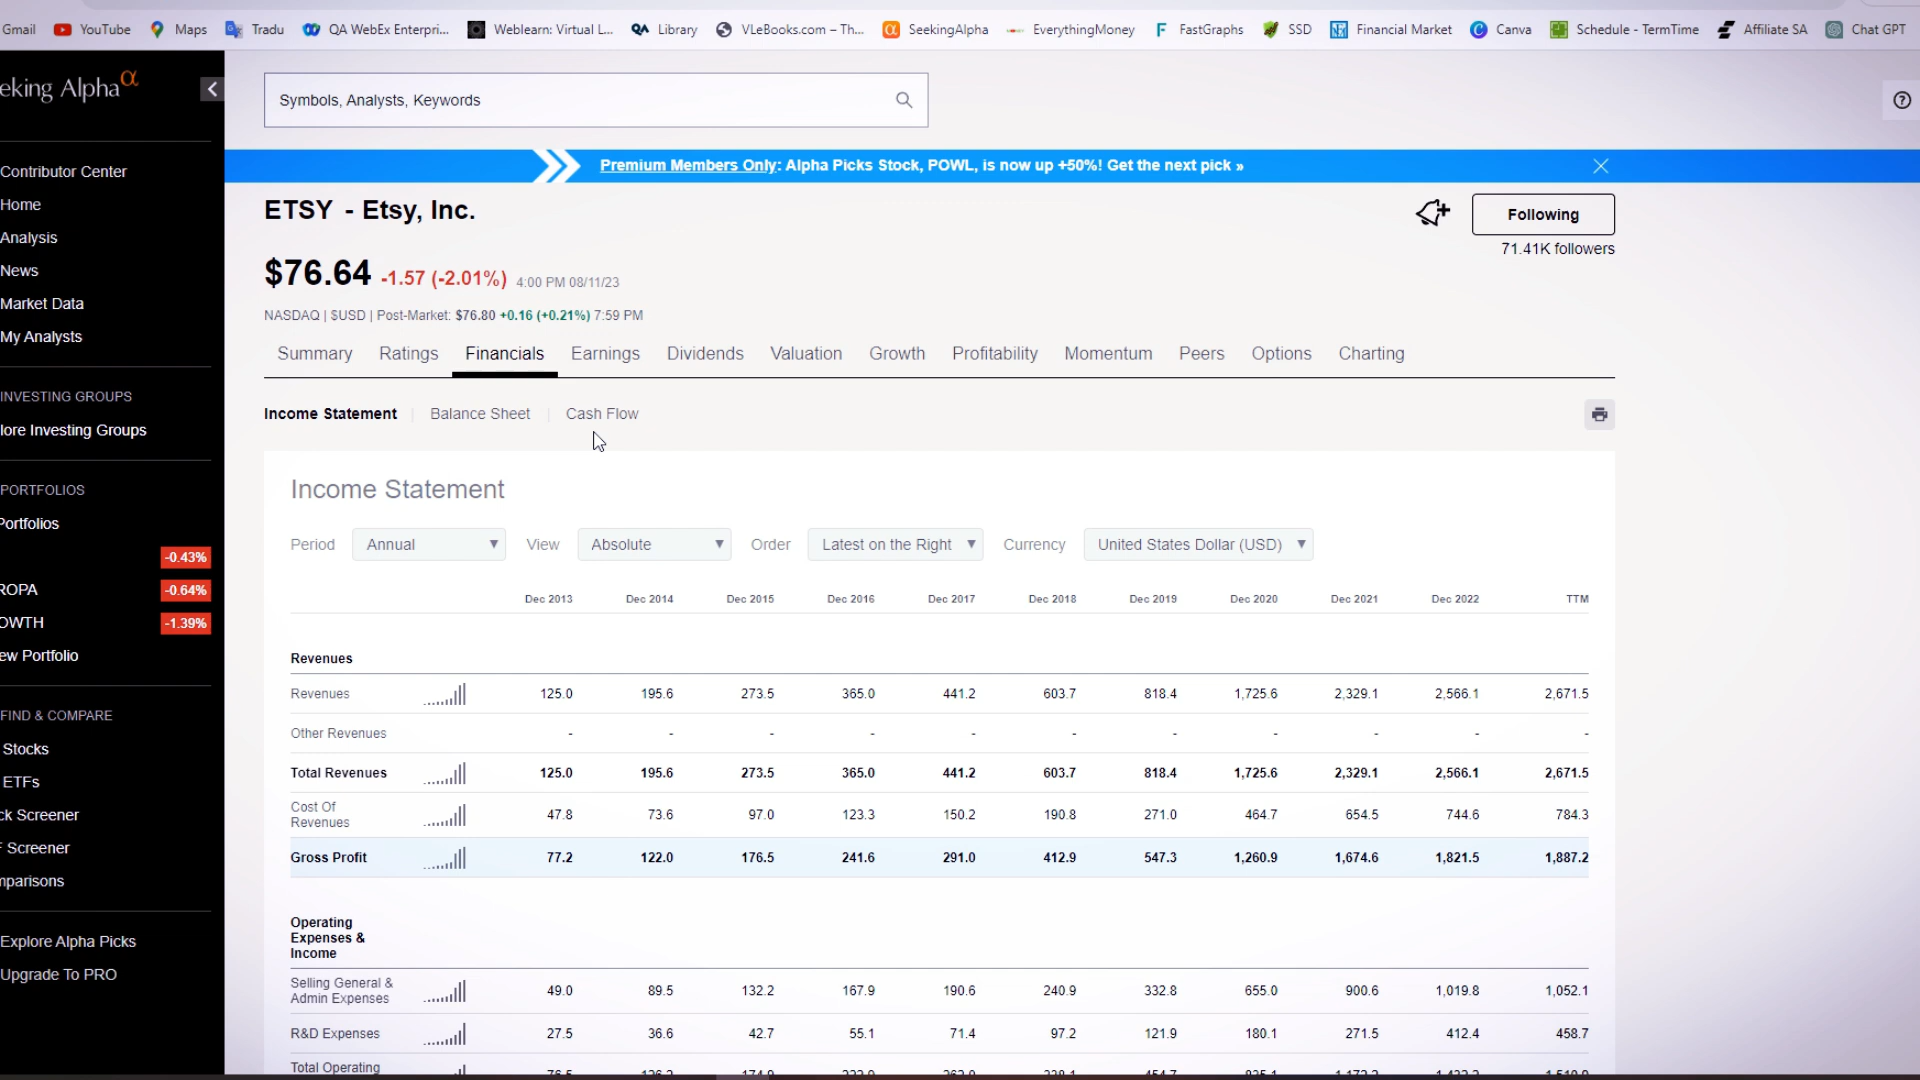 Gmail YouTube Maps Tradu QA WebEx Enterpri... Weblearn: Virtual L... QA Library VLeBooks.com – Th... SeekingAlpha EverythingMoney FastGraphs SSD Financial Market Canva Schedule - TermTime Affiliate SA Chat GPT
eking Alpha α
Symbols, Analysts, Keywords
Premium Members Only: Alpha Picks Stock, POWL, is now up +50%! Get the next pick »
Contributor Center
Home
Analysis
News
Market Data
My Analysts
INVESTING GROUPS
lore Investing Groups
PORTFOLIOS
Portfolios
-0.43%
ROPA -0.64%
OWTH -1.39%
ew Portfolio
FIND & COMPARE
Stocks
ETFs
ck Screener
F Screener
mparisons
Explore Alpha Picks
Upgrade To PRO
ETSY - Etsy, Inc.
Following
71.41K followers
$76.64 -1.57 (-2.01%) 4:00 PM 08/11/23
NASDAQ | $USD | Post-Market: $76.80 +0.16 (+0.21%) 7:59 PM
Summary Ratings Financials Earnings Dividends Valuation Growth Profitability Momentum Peers Options Charting
Income Statement | Balance Sheet | Cash Flow
Income Statement
Period Annual View Absolute Order Latest on the Right Currency United States Dollar (USD)
Dec 2013 Dec 2014 Dec 2015 Dec 2016 Dec 2017 Dec 2018 Dec 2019 Dec 2020 Dec 2021 Dec 2022 TTM
Revenues
Revenues 125.0 195.6 273.5 365.0 441.2 603.7 818.4 1,725.6 2,329.1 2,566.1 2,671.5
Other Revenues - - - - - - - - - - -
Total Revenues 125.0 195.6 273.5 365.0 441.2 603.7 818.4 1,725.6 2,329.1 2,566.1 2,671.5
Cost Of
Revenues 47.8 73.6 97.0 123.3 150.2 190.8 271.0 464.7 654.5 744.6 784.3
Gross Profit 77.2 122.0 176.5 241.6 291.0 412.9 547.3 1,260.9 1,674.6 1,821.5 1,887.2
Operating
Expenses &
Income
Selling General &
Admin Expenses 49.0 89.5 132.2 167.9 190.6 240.9 332.8 655.0 900.6 1,019.8 1,052.1
R&D Expenses 27.5 36.6 42.7 55.1 71.4 97.2 121.9 180.1 271.5 412.4 458.7
Total Operating